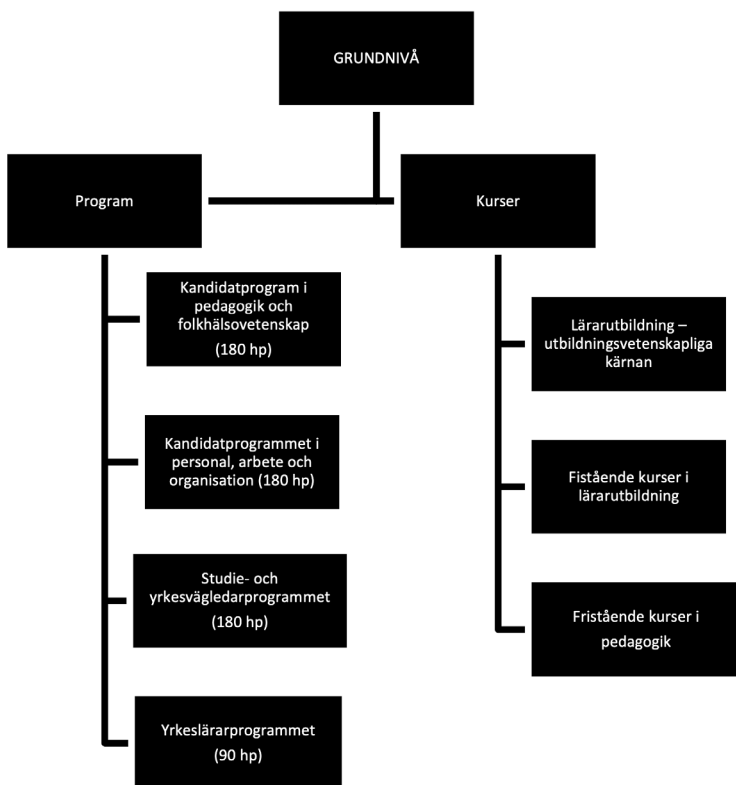 GRUNDNIVÅ
Program
Kurser
Kandidatprogram i
pedagogik och
folkhälsovetenskap
(180 hp)
Kandidatprogrammet i
personal, arbete och
organisation (180 hp)
Studie- och
yrkesvägledarprogrammet
(180 hp)
Yrkeslärarprogrammet
(90 hp)
Lärarutbildning –
utbildningsvetenskapliga
kärnan
Fistående kurser i
lärarutbildning
Fristående kurser i
pedagogik